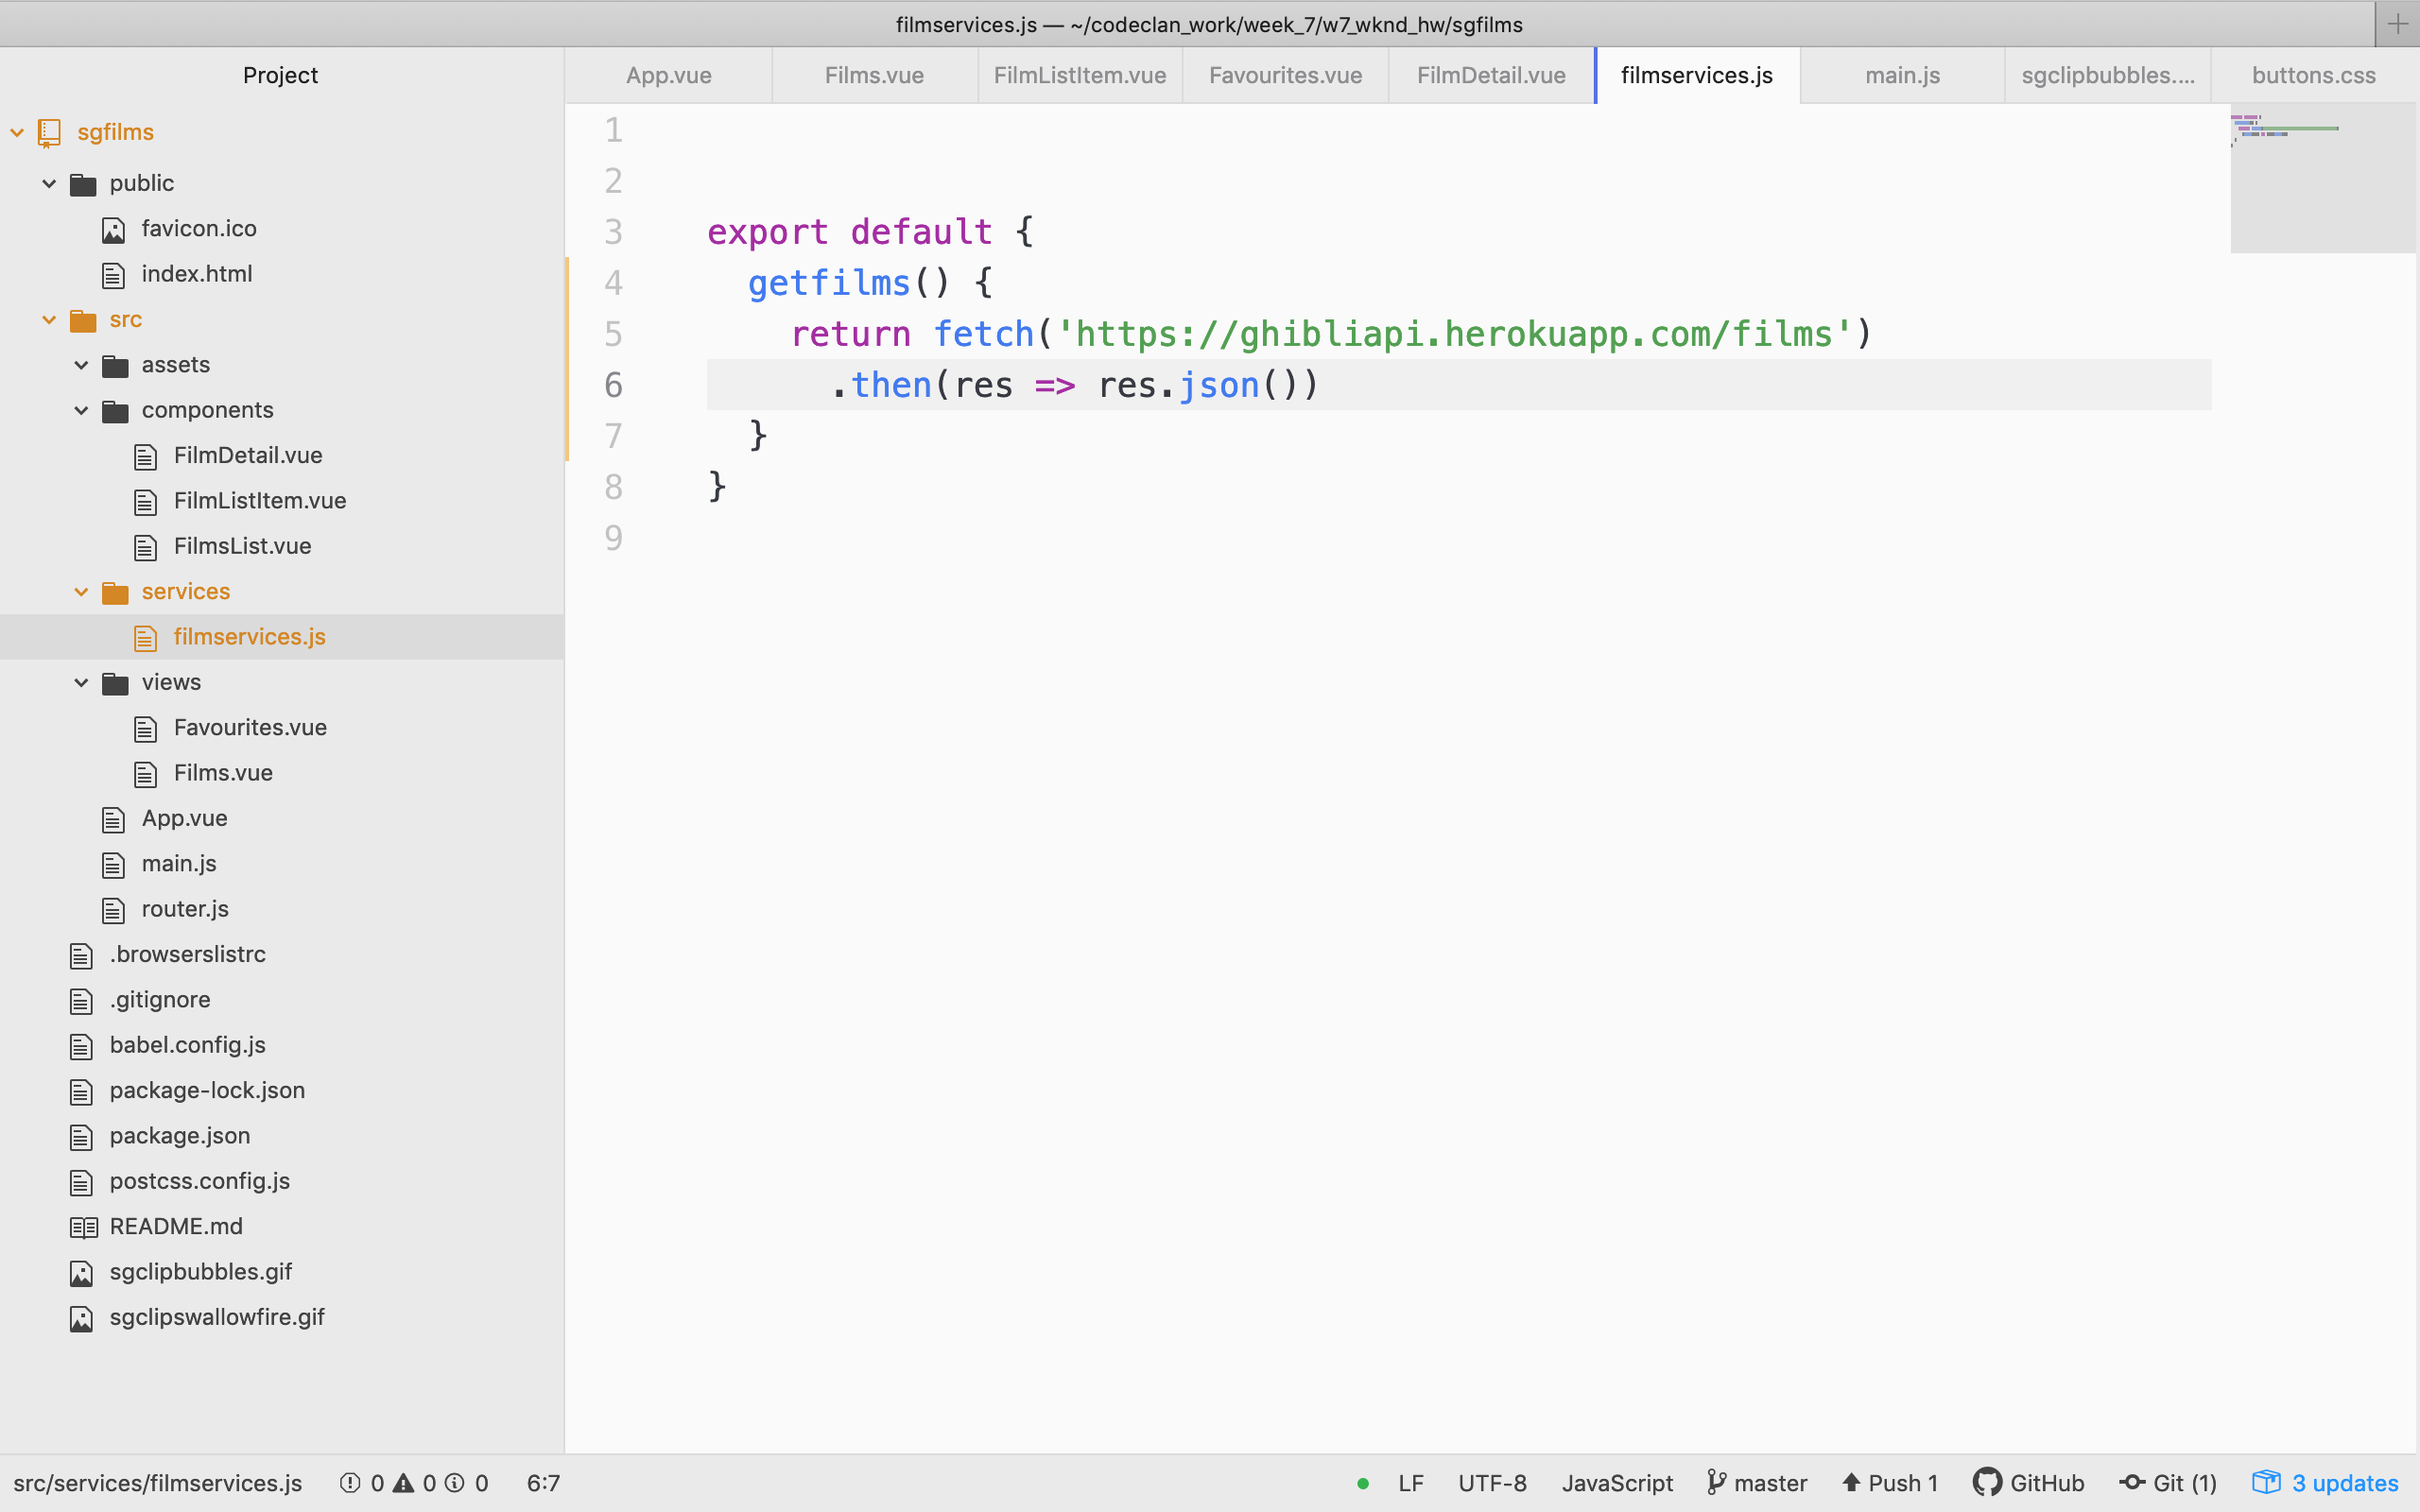 filmservices.js — ~/codeclan_work/week_7/w7_wknd_hw/sgfilms
Project
App.vue
Films.vue
FilmListItem.vue
Favourites.vue
FilmDetail.vue
filmservices.js
main.js
sgclipbubbles....
buttons.css
sgfilms
public
favicon.ico
index.html
src
assets
components
FilmDetail.vue
FilmListItem.vue
FilmsList.vue
services
filmservices.js
views
Favourites.vue
Films.vue
App.vue
main.js
router.js
.browserslistrc
.gitignore
babel.config.js
package-lock.json
package.json
postcss.config.js
README.md
sgclipbubbles.gif
sgclipswallowfire.gif
1
2
3 export default {
4 getfilms() {
5 return fetch('https://ghibliapi.herokuapp.com/films')
6 .then(res => res.json())
7 }
8 }
9
src/services/filmservices.js 0 0 0 6:7 LF UTF-8 JavaScript master Push 1 GitHub Git (1) 3 updates